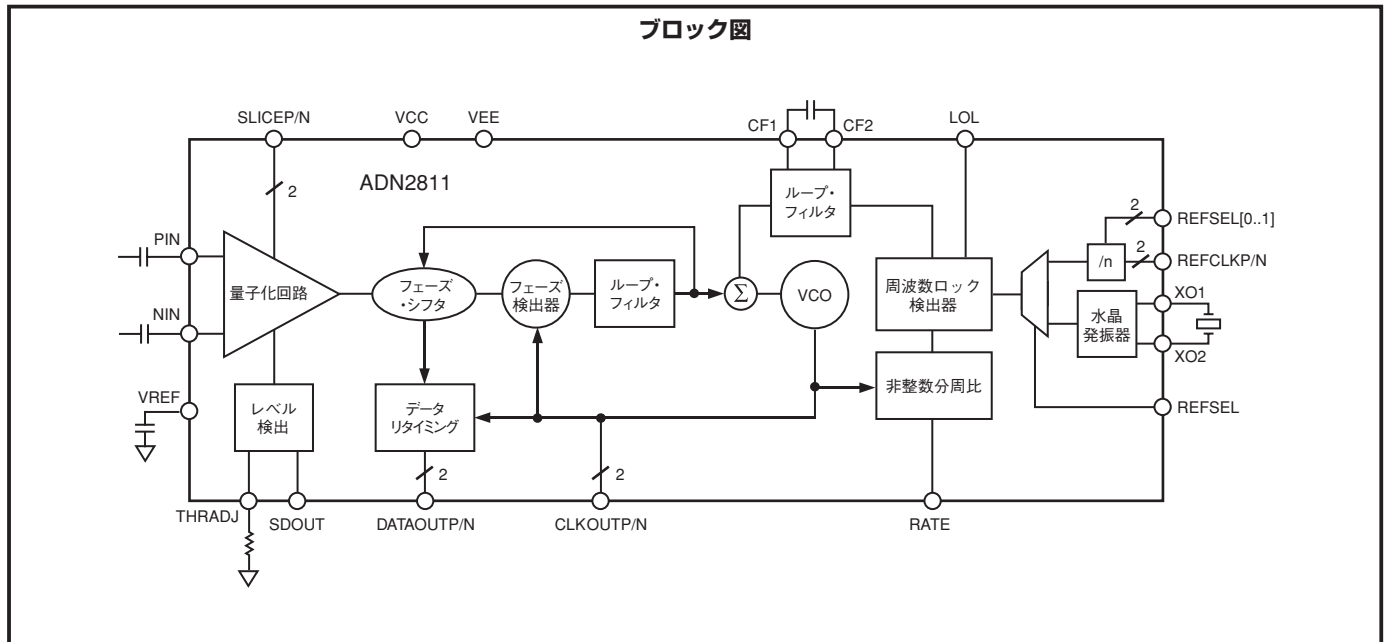 ブロック図
SLICEP/N
VCC
VEE
CF1
CF2
LOL
2
ADN2811
ループ・
フィルタ
2
REFSEL[0..1]
PIN
量子化回路
フェーズ
・シフタ
フェーズ
検出器
ループ・
フィルタ
Σ
VCO
周波数ロック
検出器
/n
2
REFCLKP/N
NIN
水晶
発振器
XO1
XO2
VREF
レベル
検出
データ
リタイミング
非整数分周比
REFSEL
2
2
THRADJ
SDOUT
DATAOUTP/N
CLKOUTP/N
RATE